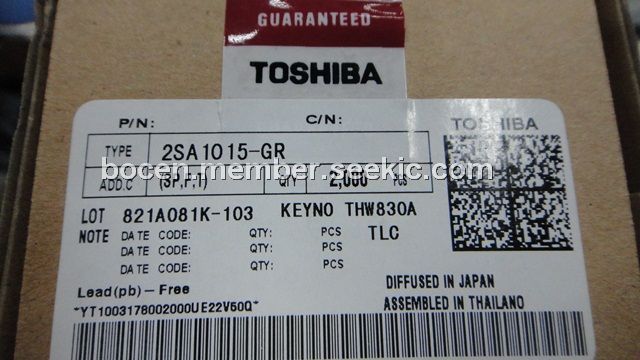 GUARANTEED
TOSHIBA
P/N: C/N:
TOSHIBA
TYPE 2SA1015-GR
bocen.member.seekic.com
ADD.C (3P,F,T) QTY 2,000 PCS
LOT 821A081K-103 KEYNO THW830A
NOTE DATE CODE: QTY: PCS TLC
DATE CODE: QTY: PCS
DATE CODE: QTY: PCS
Lead(pb) - Free
DIFFUSED IN JAPAN
*YT1003178002000UE22V50Q*
ASSEMBLED IN THAILAND